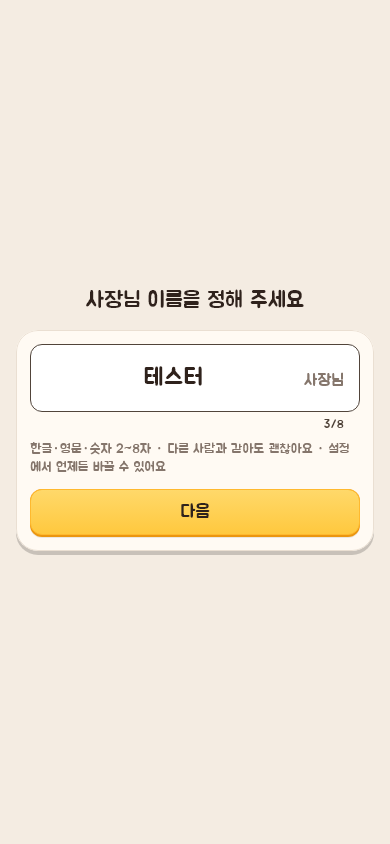 사장님 이름을 정해 주세요
테스터
사장님
3/8
한글·영문·숫자 2~8자 · 다른 사람과 같아도 괜찮아요 · 설정
에서 언제든 바꿀 수 있어요
다음